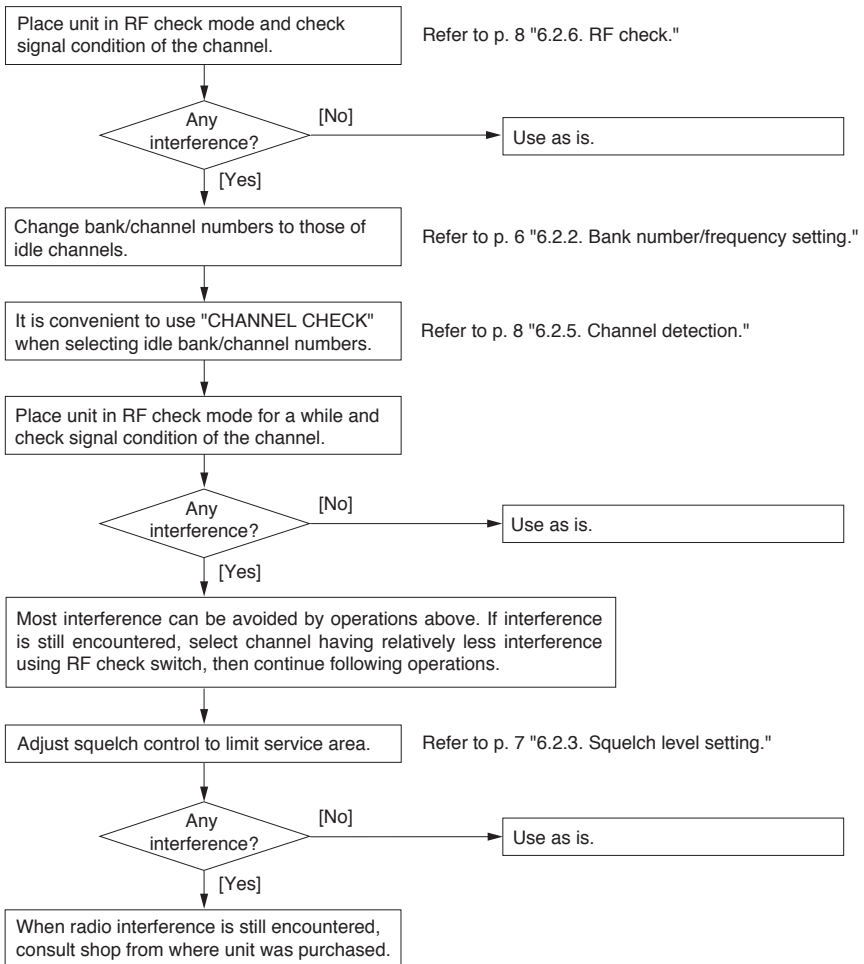 Place unit in RF check mode and check
signal condition of the channel.
Refer to p. 8 "6.2.6. RF check."
Any
interference?
[No]
Use as is.
[Yes]
Change bank/channel numbers to those of
idle channels.
Refer to p. 6 "6.2.2. Bank number/frequency setting."
It is convenient to use "CHANNEL CHECK"
when selecting idle bank/channel numbers.
Refer to p. 8 "6.2.5. Channel detection."
Place unit in RF check mode for a while and
check signal condition of the channel.
Any
interference?
[No]
Use as is.
[Yes]
Most interference can be avoided by operations above. If interference
is still encountered, select channel having relatively less interference
using RF check switch, then continue following operations.
Adjust squelch control to limit service area.
Refer to p. 7 "6.2.3. Squelch level setting."
Any
interference?
[No]
Use as is.
[Yes]
When radio interference is still encountered,
consult shop from where unit was purchased.